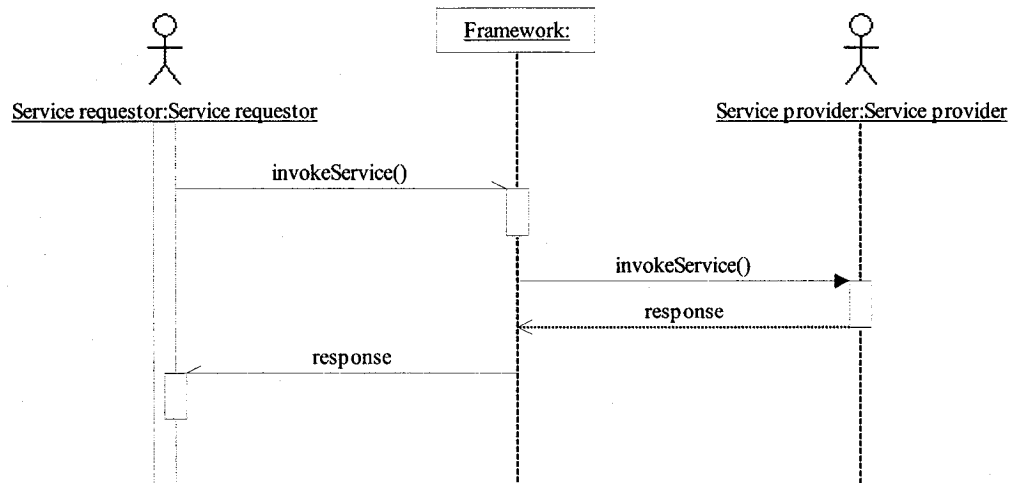 Framework:
Service requestor:Service requestor
Service provider:Service provider
invokeService()
invokeService()
response
response